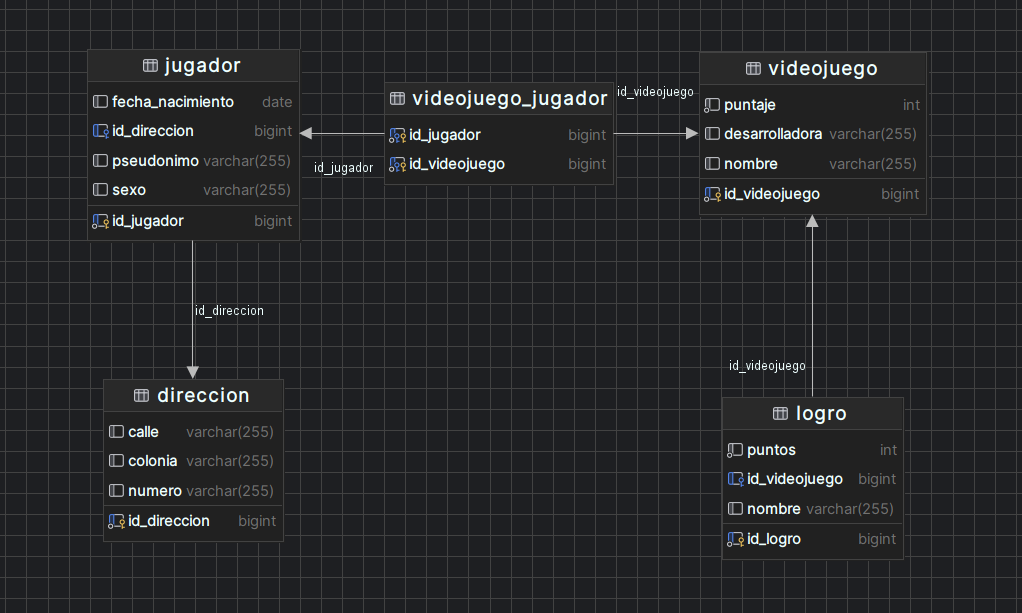 jugador
fecha_nacimiento date
id_direccion bigint
pseudonimo varchar(255)
sexo varchar(255)
id_jugador bigint
id_jugador
videojuego_jugador
id_jugador bigint
id_videojuego bigint
id_videojuego
videojuego
puntaje int
desarrolladora varchar(255)
nombre varchar(255)
id_videojuego bigint
id_direccion
direccion
calle varchar(255)
colonia varchar(255)
numero varchar(255)
id_direccion bigint
id_videojuego
logro
puntos int
id_videojuego bigint
nombre varchar(255)
id_logro bigint